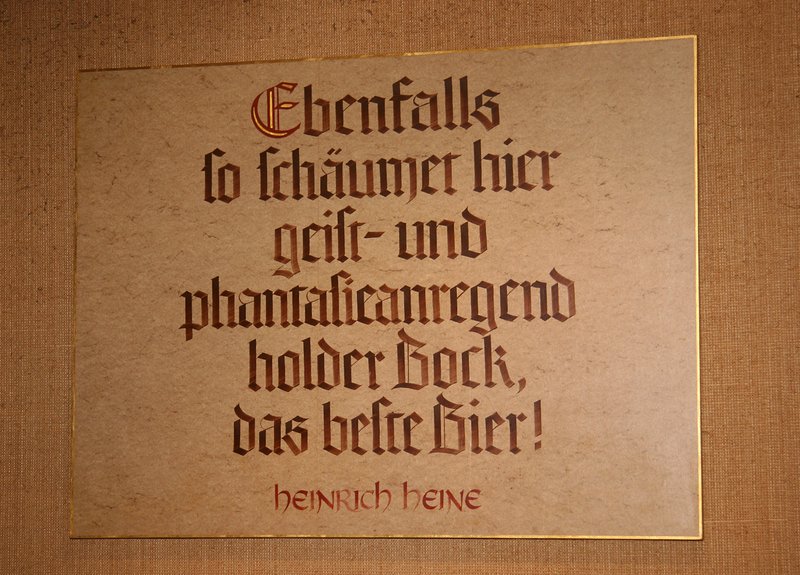 Ebenfalls
so schäumet hier
geist- und
phantasieanregend
holder Bock,
das beste Bier!
HEINRICH HEINE